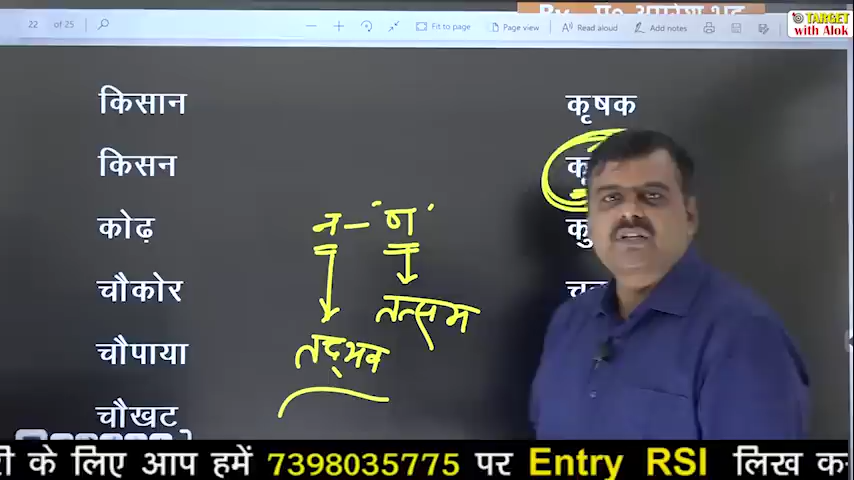 TARGET
with Alok
22 of 25
Fit to page
Page view
Read aloud
Add notes
किसान कृषक
किसन
कोढ़
न – ण
चौकोर
तत्सम
चौपाया
तद्भव
चौखट
के लिए आप हमें 7398035775 पर Entry RSI लिख